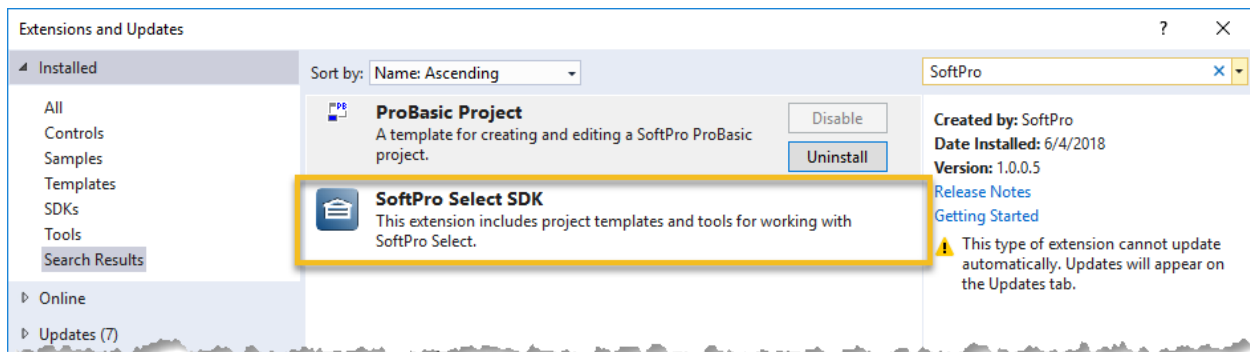 Extensions and Updates
?
Installed
All
Controls
Samples
Templates
SDKs
Tools
Search Results
Online
Updates (7)
Sort by: Name: Ascending
PB
ProBasic Project
A template for creating and editing a SoftPro ProBasic
project.
Disable
Uninstall
SoftPro Select SDK
This extension includes project templates and tools for working with
SoftPro Select.
SoftPro
Created by: SoftPro
Date Installed: 6/4/2018
Version: 1.0.0.5
Release Notes
Getting Started
This type of extension cannot update
automatically. Updates will appear on
the Updates tab.